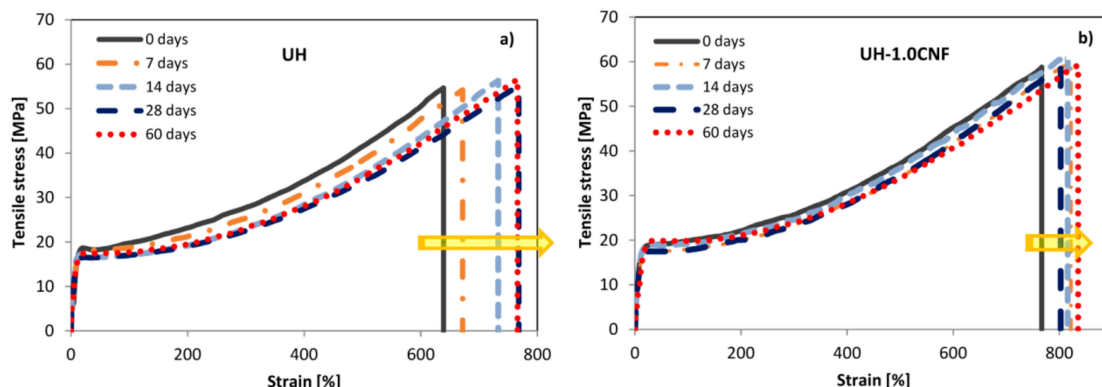 70
60
50
40
30
20
10
0
Tensile stress [MPa]
0 days
7 days
14 days
28 days
60 days
UH
a)
0 200 400 600 800
Strain [%]
70
60
50
40
30
20
10
0
Tensile stress [MPa]
0 days
7 days
14 days
28 days
60 days
UH-1.0CNF
b)
0 200 400 600 800
Strain [%]